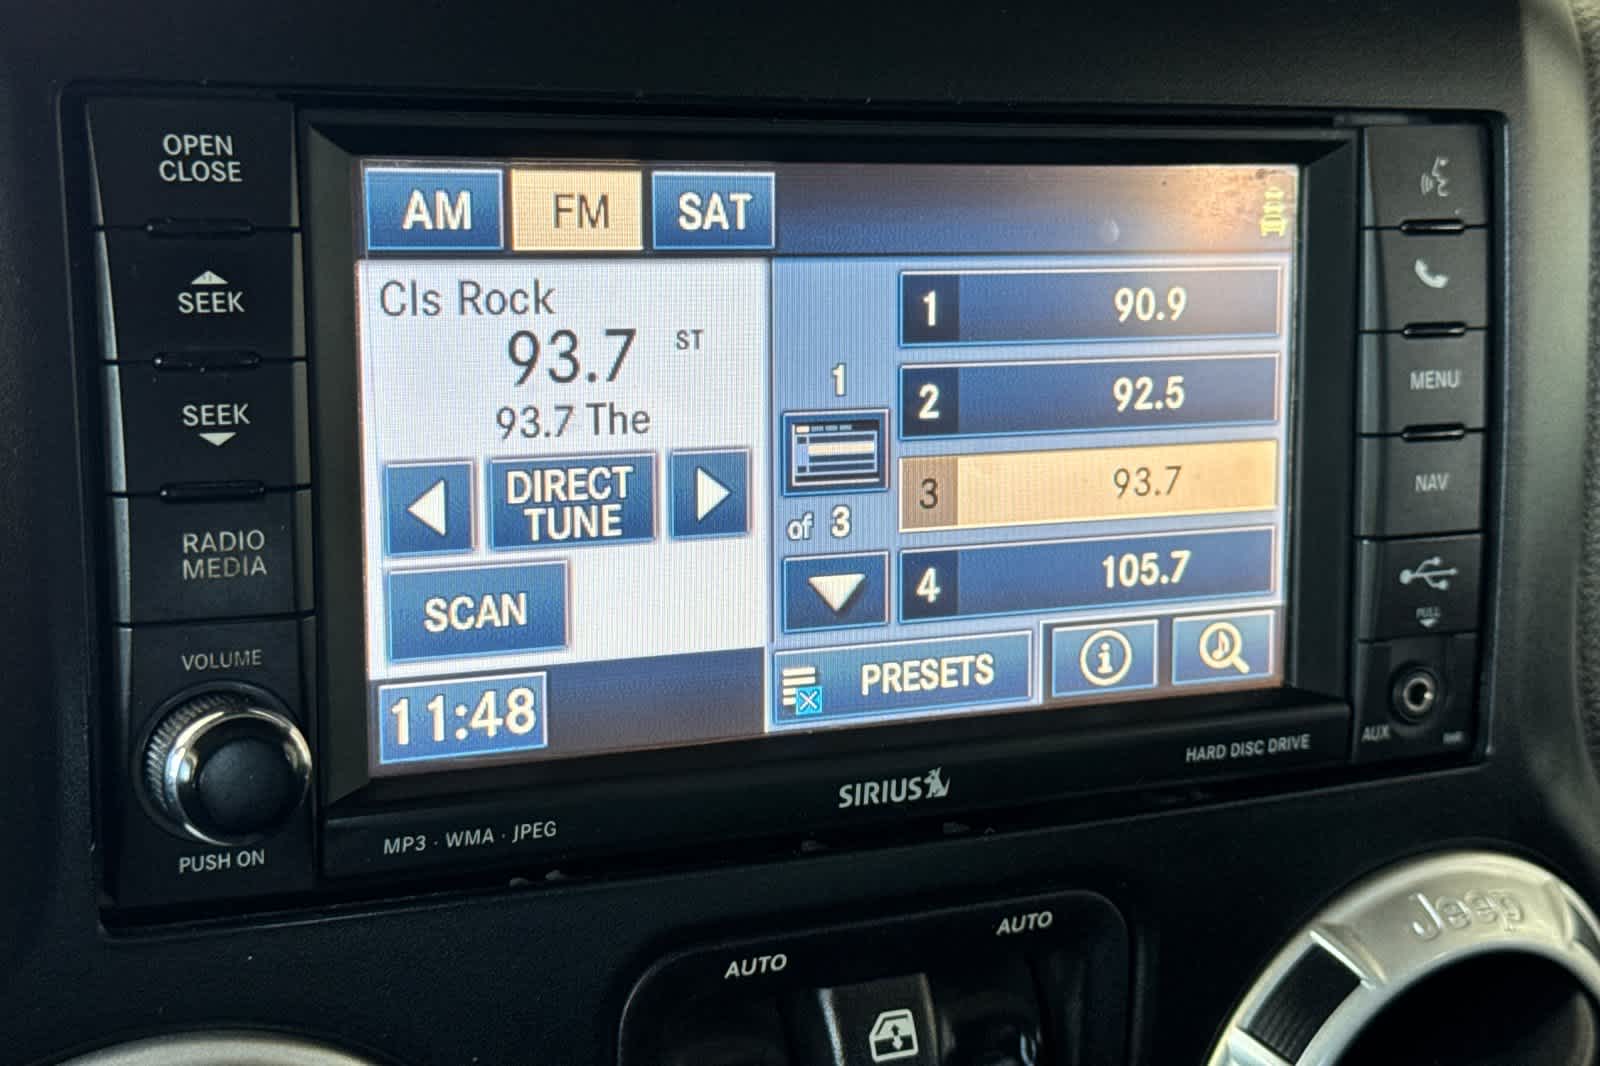 OPEN
CLOSE
SEEK
SEEK
RADIO
MEDIA
VOLUME
PUSH ON
AM FM SAT
Cls Rock
93.7 ST
93.7 The
DIRECT
TUNE
SCAN
11:48
1
of 3
1 90.9
2 92.5
3 93.7
4 105.7
PRESETS
i
MENU
NAV
PULL
AUX
MP3 · WMA · JPEG
SIRIUS
HARD DISC DRIVE
AUTO
AUTO
Jeep